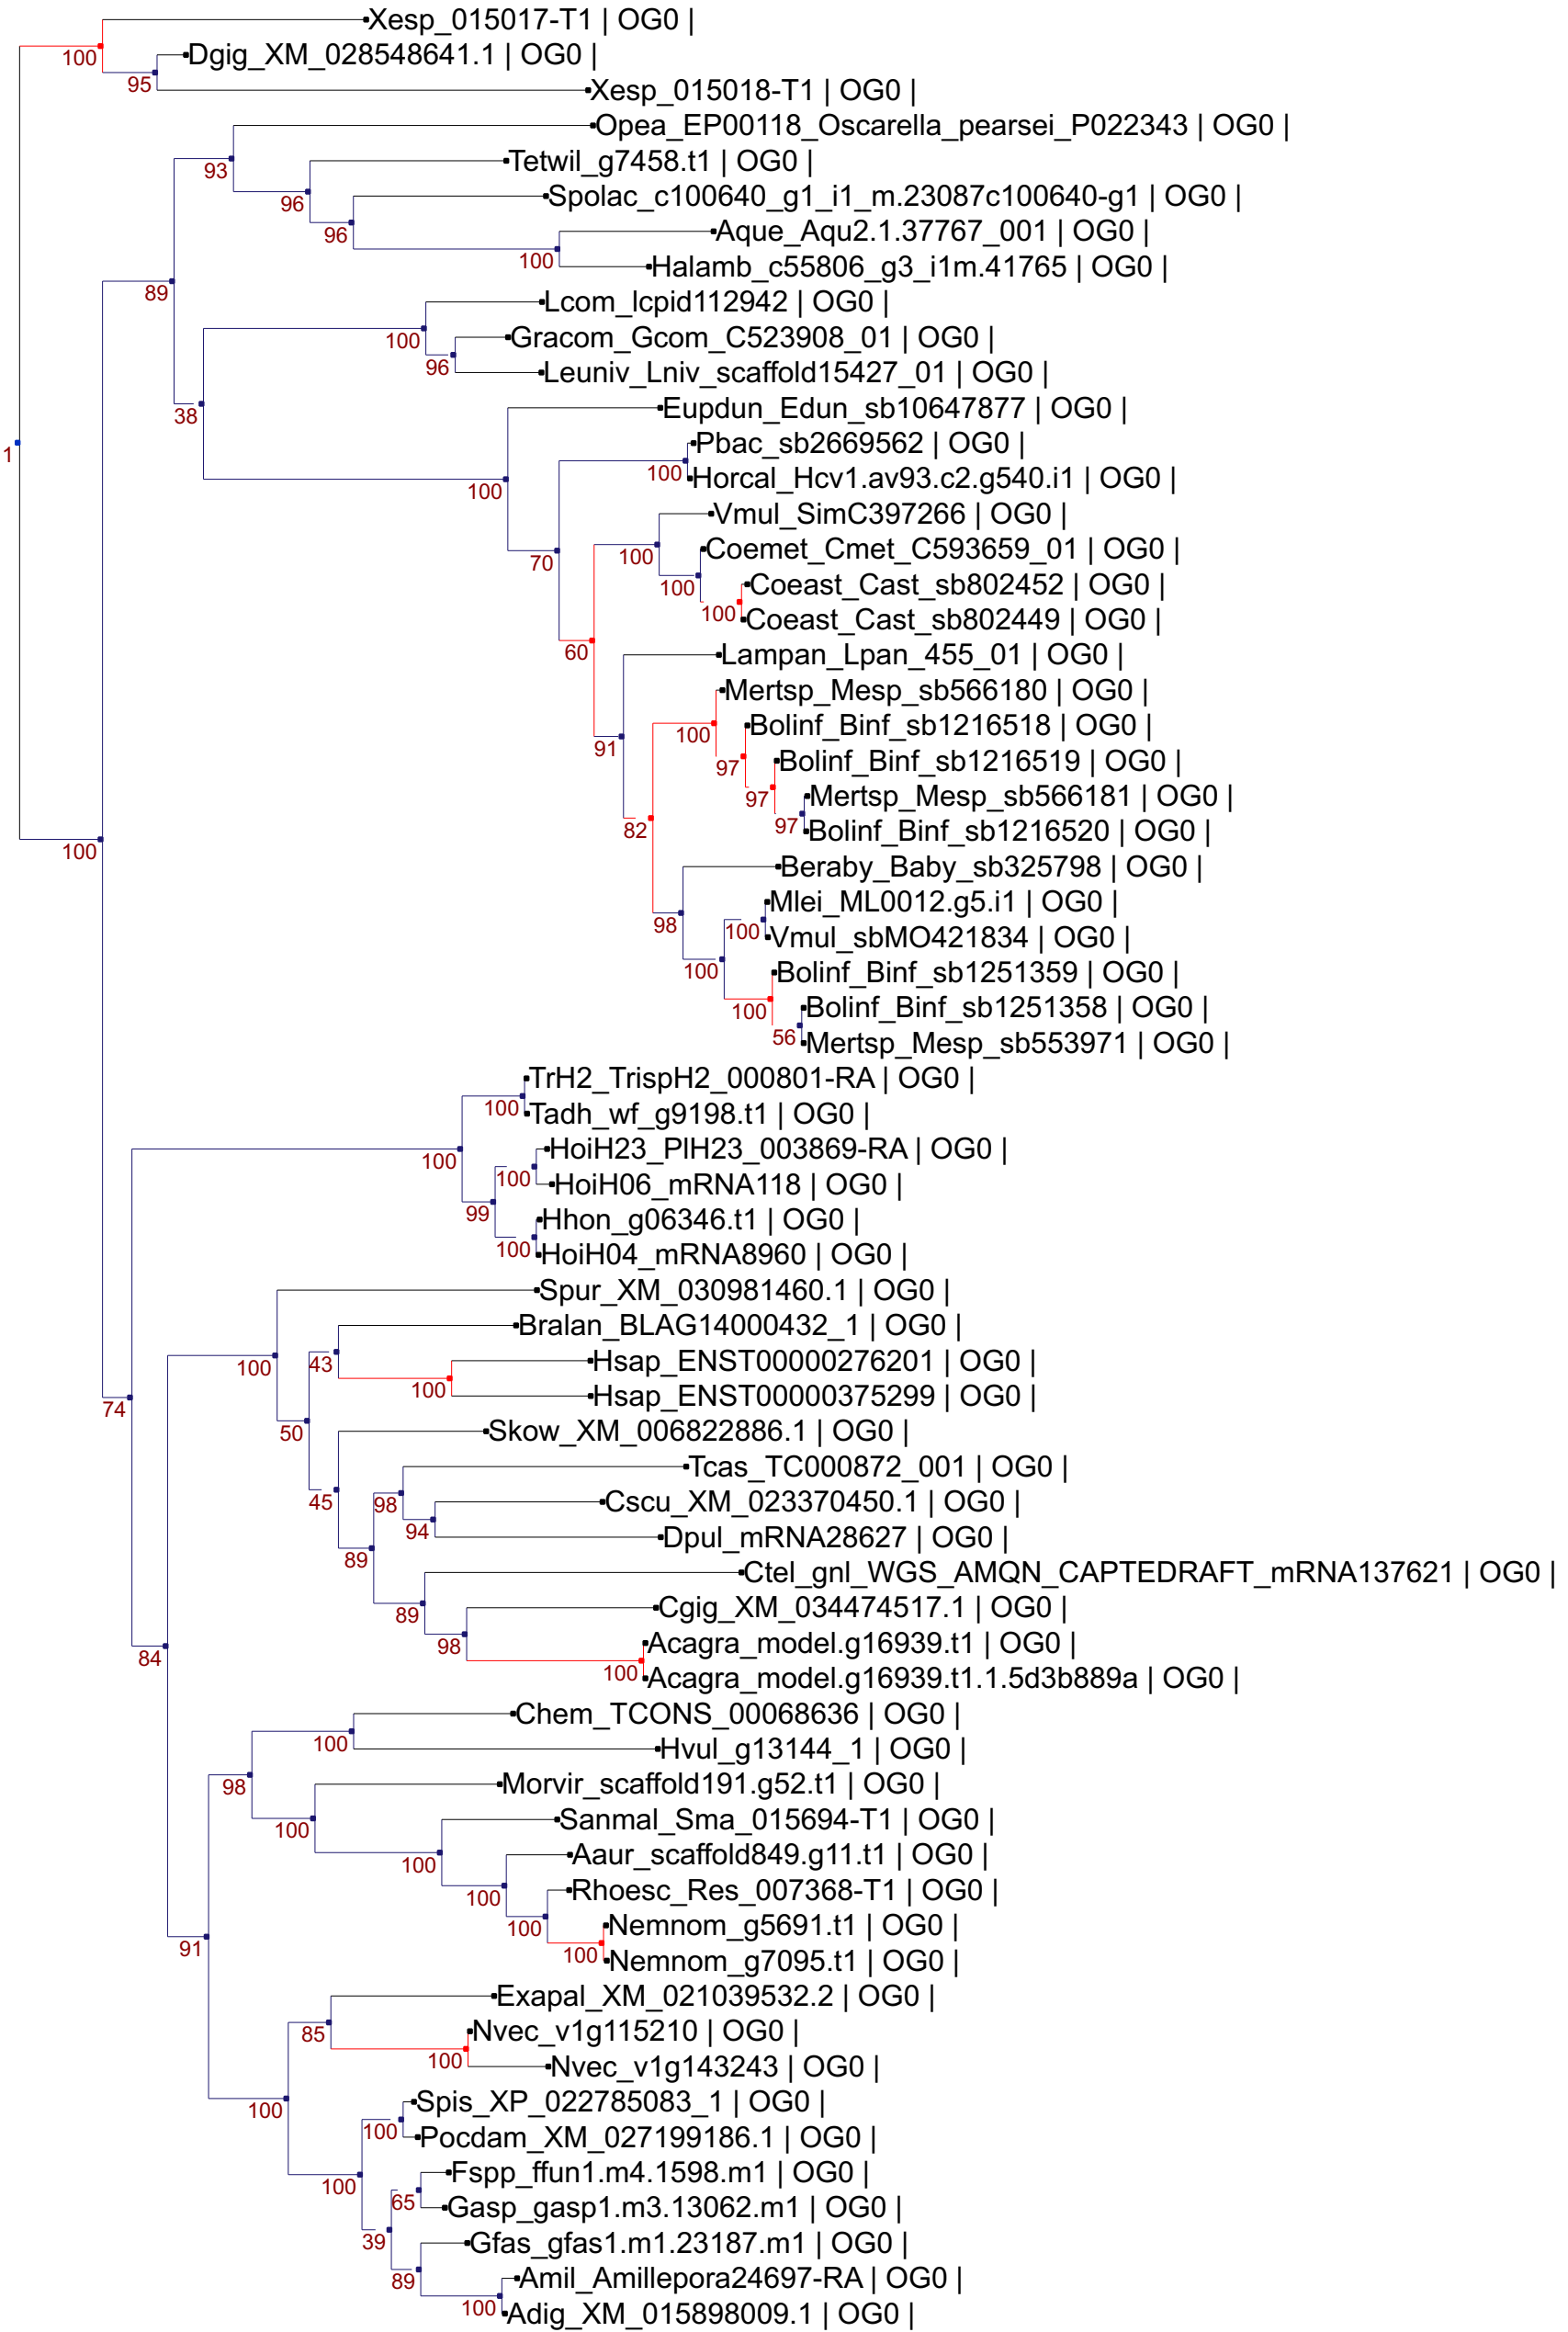 Xesp_015017-T1 | OG0 |
100
Dgig_XM_028548641.1 | OG0 |
95
Xesp_015018-T1 | OG0 |
Opea_EP00118_Oscarella_pearsei_P022343 | OG0 |
93
Tetwil_g7458.t1 | OG0 |
96
Spolac_c100640_g1_i1_m.23087c100640-g1 | OG0 |
96
Aque_Aqu2.1.37767_001 | OG0 |
100
Halamb_c55806_g3_i1m.41765 | OG0 |
89
Lcom_lcpid112942 | OG0 |
100
Gracom_Gcom_C523908_01 | OG0 |
96
Leuniv_Lniv_scaffold15427_01 | OG0 |
38
Eupdun_Edun_sb10647877 | OG0 |
1
Pbac_sb2669562 | OG0 |
100
Horcal_Hcv1.av93.c2.g540.i1 | OG0 |
100
Vmul_SimC397266 | OG0 |
100
Coemet_Cmet_C593659_01 | OG0 |
70
100
Coeast_Cast_sb802452 | OG0 |
100
Coeast_Cast_sb802449 | OG0 |
60
Lampan_Lpan_455_01 | OG0 |
Mertsp_Mesp_sb566180 | OG0 |
100
Bolinf_Binf_sb1216518 | OG0 |
91
97
Bolinf_Binf_sb1216519 | OG0 |
97
Mertsp_Mesp_sb566181 | OG0 |
97
82
Bolinf_Binf_sb1216520 | OG0 |
100
Beraby_Baby_sb325798 | OG0 |
Mlei_ML0012.g5.i1 | OG0 |
98
100
Vmul_sbMO421834 | OG0 |
100
Bolinf_Binf_sb1251359 | OG0 |
100
Bolinf_Binf_sb1251358 | OG0 |
56
Mertsp_Mesp_sb553971 | OG0 |
TrH2_TrispH2_000801-RA | OG0 |
100
Tadh_wf_g9198.t1 | OG0 |
HoiH23_PlH23_003869-RA | OG0 |
100
100
HoiH06_mRNA118 | OG0 |
99
Hhon_g06346.t1 | OG0 |
100
HoiH04_mRNA8960 | OG0 |
Spur_XM_030981460.1 | OG0 |
Bralan_BLAG14000432_1 | OG0 |
100
43
Hsap_ENST00000276201 | OG0 |
100
Hsap_ENST00000375299 | OG0 |
74
50
Skow_XM_006822886.1 | OG0 |
Tcas_TC000872_001 | OG0 |
45
98
Cscu_XM_023370450.1 | OG0 |
94
Dpul_mRNA28627 | OG0 |
89
Ctel_gnl_WGS_AMQN_CAPTEDRAFT_mRNA137621 | OG0 |
89
Cgig_XM_034474517.1 | OG0 |
98
Acagra_model.g16939.t1 | OG0 |
84
100
Acagra_model.g16939.t1.1.5d3b889a | OG0 |
Chem_TCONS_00068636 | OG0 |
100
Hvul_g13144_1 | OG0 |
98
Morvir_scaffold191.g52.t1 | OG0 |
100
Sanmal_Sma_015694-T1 | OG0 |
100
Aaur_scaffold849.g11.t1 | OG0 |
100
Rhoesc_Res_007368-T1 | OG0 |
100
Nemnom_g5691.t1 | OG0 |
91
100
Nemnom_g7095.t1 | OG0 |
Exapal_XM_021039532.2 | OG0 |
85
Nvec_v1g115210 | OG0 |
100
Nvec_v1g143243 | OG0 |
100
Spis_XP_022785083_1 | OG0 |
100
Pocdam_XM_027199186.1 | OG0 |
100
Fspp_ffun1.m4.1598.m1 | OG0 |
65
Gasp_gasp1.m3.13062.m1 | OG0 |
39
Gfas_gfas1.m1.23187.m1 | OG0 |
89
Amil_Amillepora24697-RA | OG0 |
100
Adig_XM_015898009.1 | OG0 |